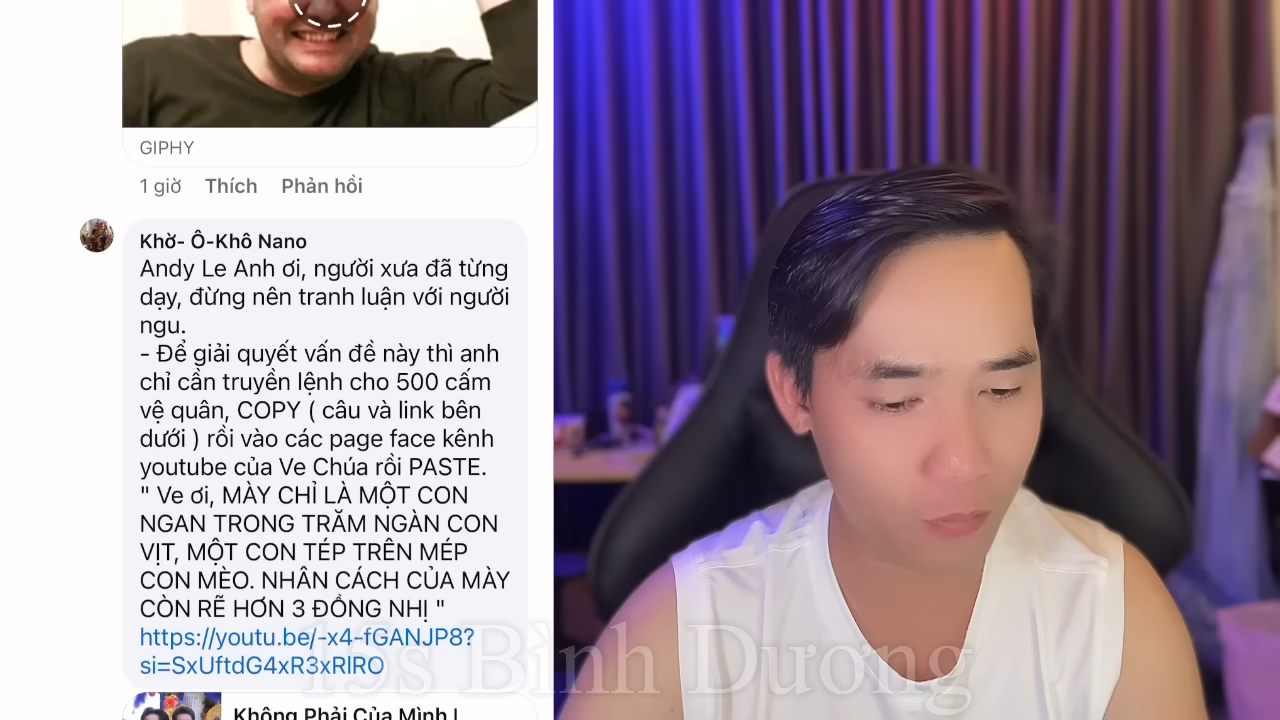 GIPHY
1 giờ Thích Phản hồi
Khờ- Ô-Khô Nano
Andy Le Anh ơi, người xưa đã từng
dạy, đừng nên tranh luận với người
ngu.
- Để giải quyết vấn đề này thì anh
chỉ cần truyền lệnh cho 500 cấm
vệ quân, COPY ( câu và link bên
dưới ) rồi vào các page face kênh
youtube của Ve Chúa rồi PASTE.
" Ve ơi, MÀY CHỈ LÀ MỘT CON
NGAN TRONG TRĂM NGÀN CON
VỊT, MỘT CON TÉP TRÊN MÉP
CON MÈO. NHÂN CÁCH CỦA MÀY
CÒN RẼ HƠN 3 ĐỒNG NHỊ "
https://youtu.be/-x4-fGANJP8?
si=SxUftdG4xR3xRlRO
15s Bình Dương
Không Phải Của Mình |